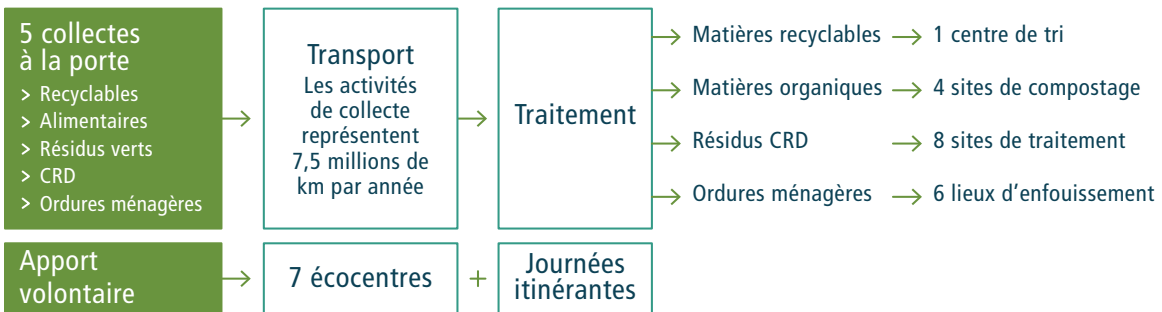 5 collectes
à la porte
> Recyclables
> Alimentaires
> Résidus verts
> CRD
> Ordures ménagères
Transport
Les activités
de collecte
représentent
7,5 millions de
km par année
Traitement
Matières recyclables → 1 centre de tri
Matières organiques → 4 sites de compostage
Résidus CRD → 8 sites de traitement
Ordures ménagères → 6 lieux d’enfouissement
Apport
volontaire
7 écocentres
+
Journées
itinérantes